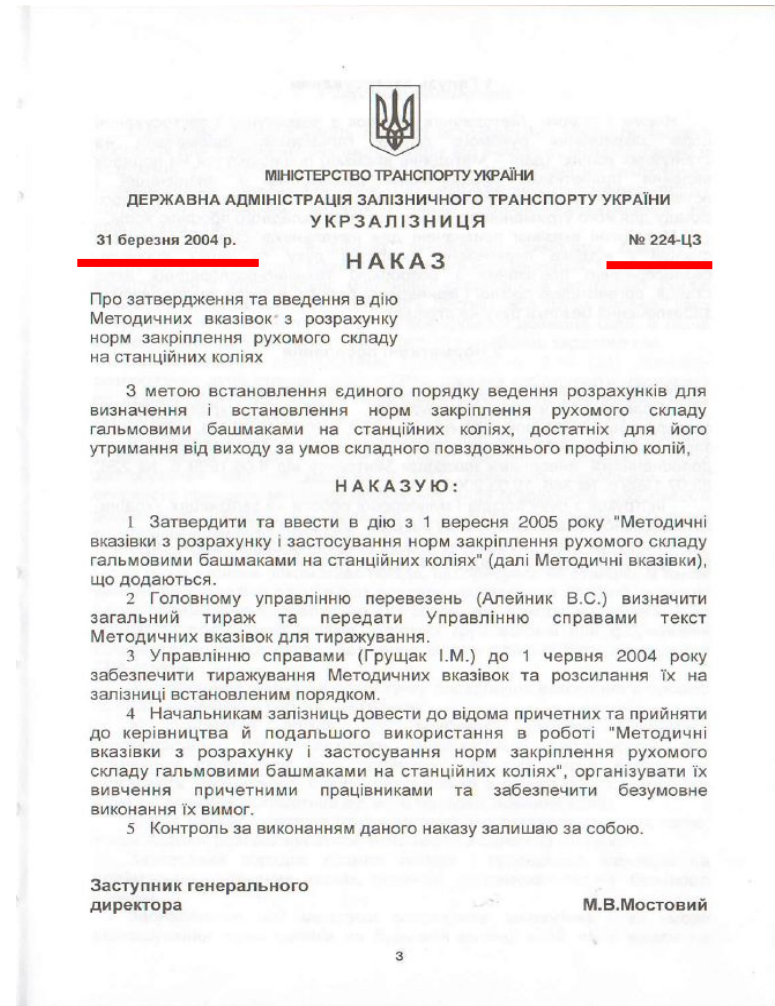 МІНІСТЕРСТВО ТРАНСПОРТУ УКРАЇНИ
ДЕРЖАВНА АДМІНІСТРАЦІЯ ЗАЛІЗНИЧНОГО ТРАНСПОРТУ УКРАЇНИ
УКРЗАЛІЗНИЦЯ
31 березня 2004 р. № 224-ЦЗ
НАКАЗ
Про затвердження та введення в дію
Методичних вказівок з розрахунку
норм закріплення рухомого складу
на станційних коліях
З метою встановлення єдиного порядку ведення розрахунків для
визначення і встановлення норм закріплення рухомого складу
гальмовими башмаками на станційних коліях, достатніх для його
утримання від виходу за умов складного повздовжнього профілю колій,
НАКАЗУЮ:
1 Затвердити та ввести в дію з 1 вересня 2005 року "Методичні
вказівки з розрахунку і застосування норм закріплення рухомого складу
гальмовими башмаками на станційних коліях" (далі Методичні вказівки),
що додаються.
2 Головному управлінню перевезень (Алейник В.С.) визначити
загальний тираж та передати Управлінню справами текст
Методичних вказівок для тиражування.
3 Управлінню справами (Грущак І.М.) до 1 червня 2004 року
забезпечити тиражування Методичних вказівок та розсилання їх на
залізниці встановленим порядком.
4 Начальникам залізниць довести до відома причетних та прийняти
до керівництва й подальшого використання в роботі "Методичні
вказівки з розрахунку і застосування норм закріплення рухомого
складу гальмовими башмаками на станційних коліях", організувати їх
вивчення причетними працівниками та забезпечити безумовне
виконання їх вимог.
5 Контроль за виконанням даного наказу залишаю за собою.
Заступник генерального
директора М.В.Мостовий
3